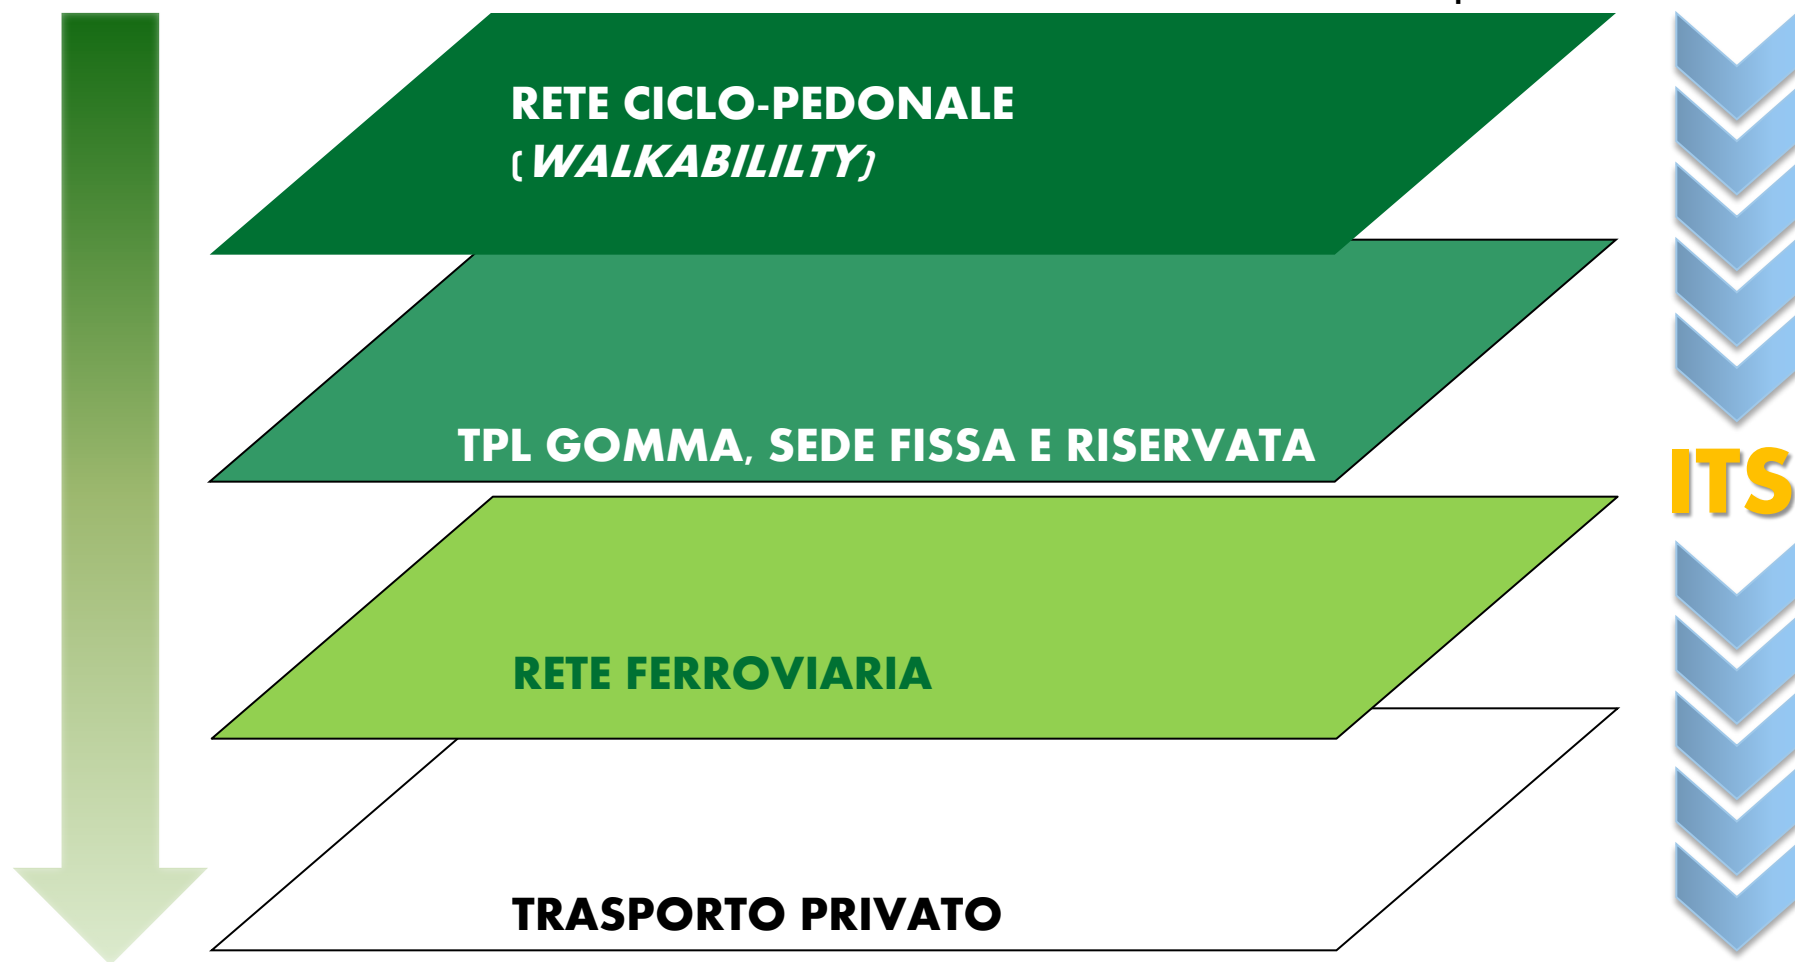 RETE CICLO-PEDONALE
(WALKABILILTY)
TPL GOMMA, SEDE FISSA E RISERVATA
ITS
RETE FERROVIARIA
TRASPORTO PRIVATO